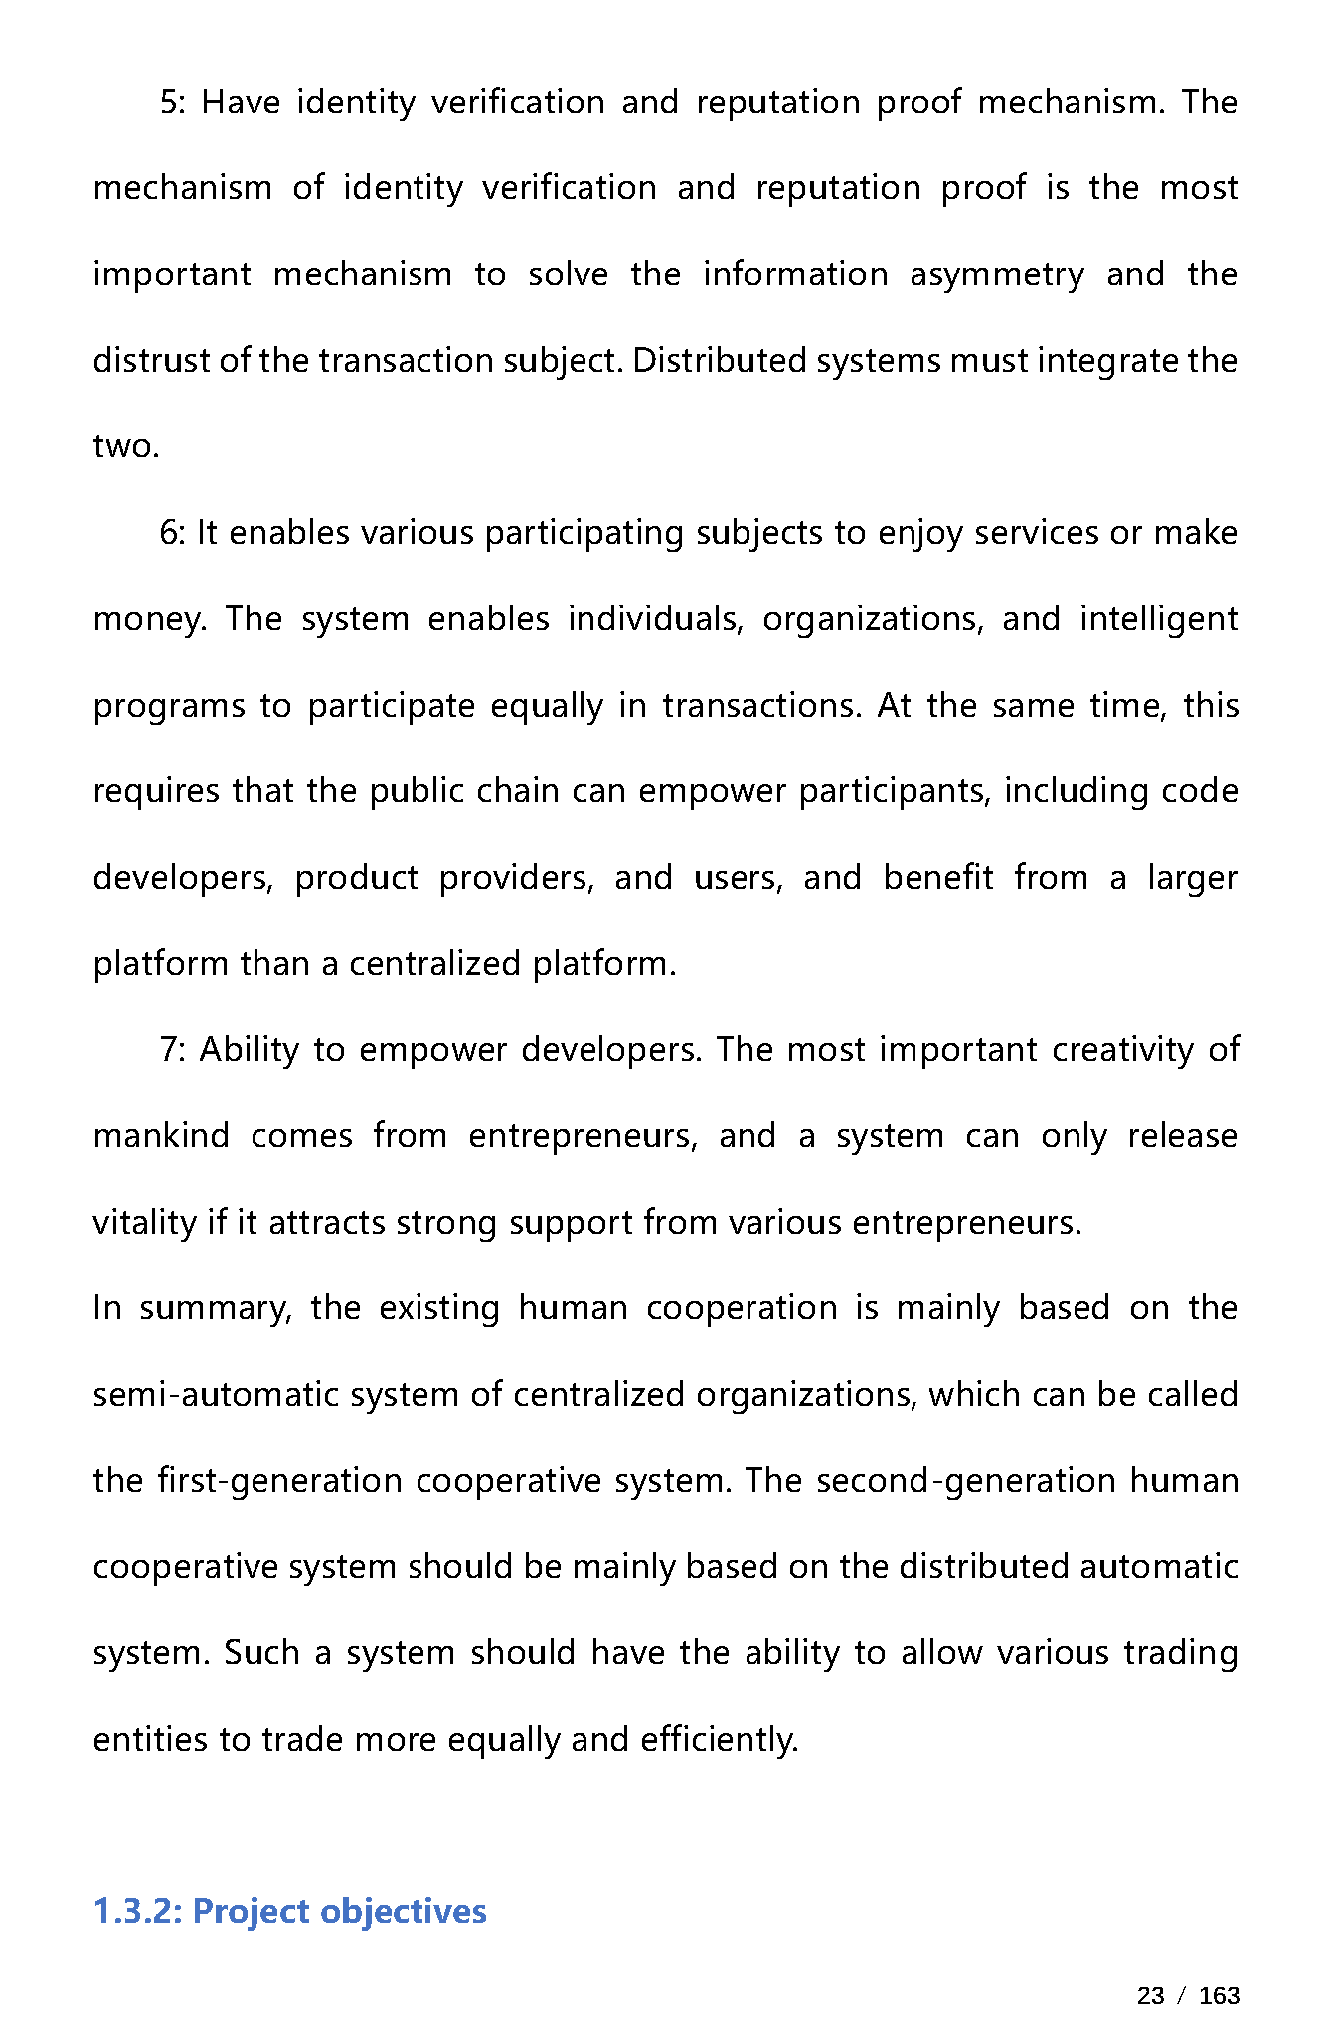 5: Have identity verification and reputation proof mechanism. The
mechanism of identity verification and reputation proof is the most
important mechanism to solve the information asymmetry and the
distrust of the transaction subject. Distributed systems must integrate the
two.
6: It enables various participating subjects to enjoy services or make
money. The system enables individuals, organizations, and intelligent
programs to participate equally in transactions. At the same time, this
requires that the public chain can empower participants, including code
developers, product providers, and users, and benefit from a larger
platform than a centralized platform.
7: Ability to empower developers. The most important creativity of
mankind comes from entrepreneurs, and a system can only release
vitality if it attracts strong support from various entrepreneurs.
In summary, the existing human cooperation is mainly based on the
semi-automatic system of centralized organizations, which can be called
the first-generation cooperative system. The second-generation human
cooperative system should be mainly based on the distributed automatic
system. Such a system should have the ability to allow various trading
entities to trade more equally and efficiently.
1.3.2: Project objectives
23 / 163